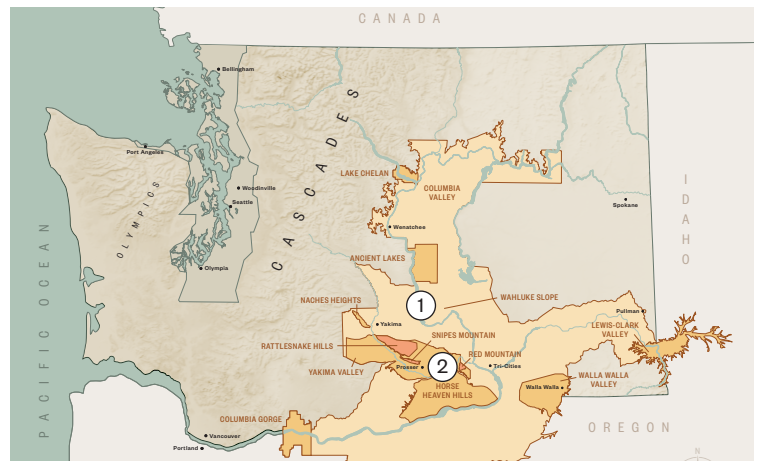 CANADA
Bellingham
CASCADES
Port Angeles
LAKE CHELAN
COLUMBIA
VALLEY
IDAHO
OLYMPICS
Woodinville
Seattle
Spokane
Wenatchee
PACIFIC OCEAN
ANCIENT LAKES
Olympia
NACHES HEIGHTS
1
WAHLUKE SLOPE
Pullman
Yakima
LEWIS-CLARK
VALLEY
SNIPES MOUNTAIN
RATTLESNAKE HILLS
RED MOUNTAIN
YAKIMA VALLEY
Prosser
2
Tri-Cities
WALLA WALLA
VALLEY
HORSE
HEAVEN HILLS
Walla Walla
COLUMBIA GORGE
OREGON
Vancouver
Portland
N